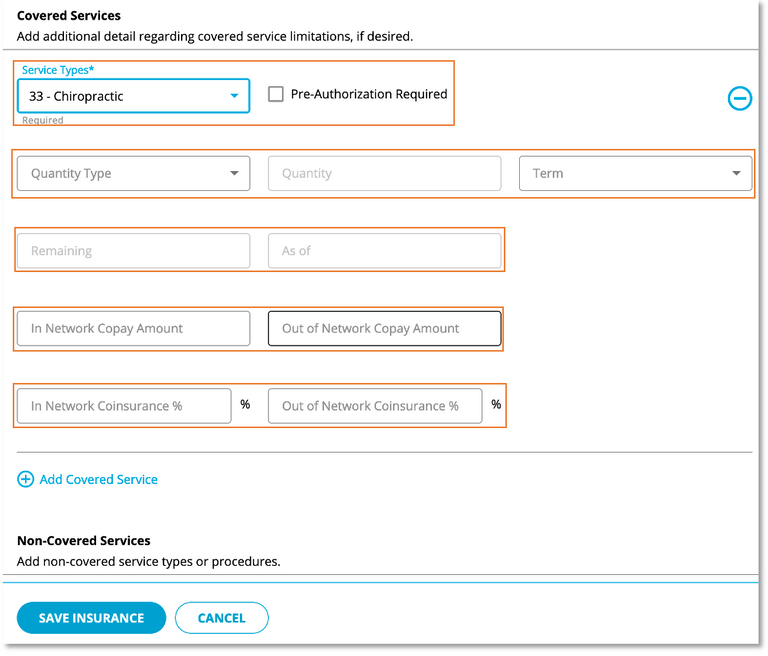 Covered Services
Add additional detail regarding covered service limitations, if desired.
Service Types*
33 - Chiropractic
Pre-Authorization Required
Required
Quantity Type
Quantity
Term
Remaining
As of
In Network Copay Amount
Out of Network Copay Amount
In Network Coinsurance %
%
Out of Network Coinsurance %
%
Add Covered Service
Non-Covered Services
Add non-covered service types or procedures.
SAVE INSURANCE
CANCEL